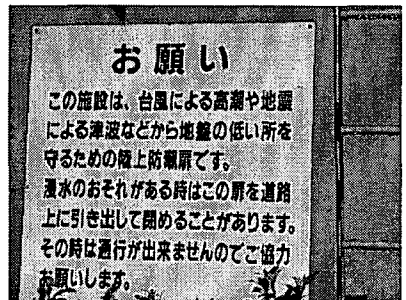 お願い
この施設は、台風による高潮や地震
による津波などから地盤の低い所を
守るための陸上防潮扉です。
浸水のおそれがある時はこの扉を道路
上に引き出して閉めることがあります。
その時は通行が出来ませんのでご協力
お願いします。